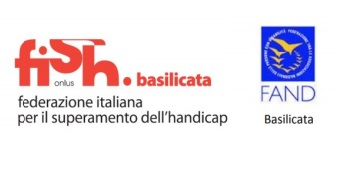 fish.basilicata
onlus
federazione italiana
per il superamento dell'handicap
FAND
Basilicata